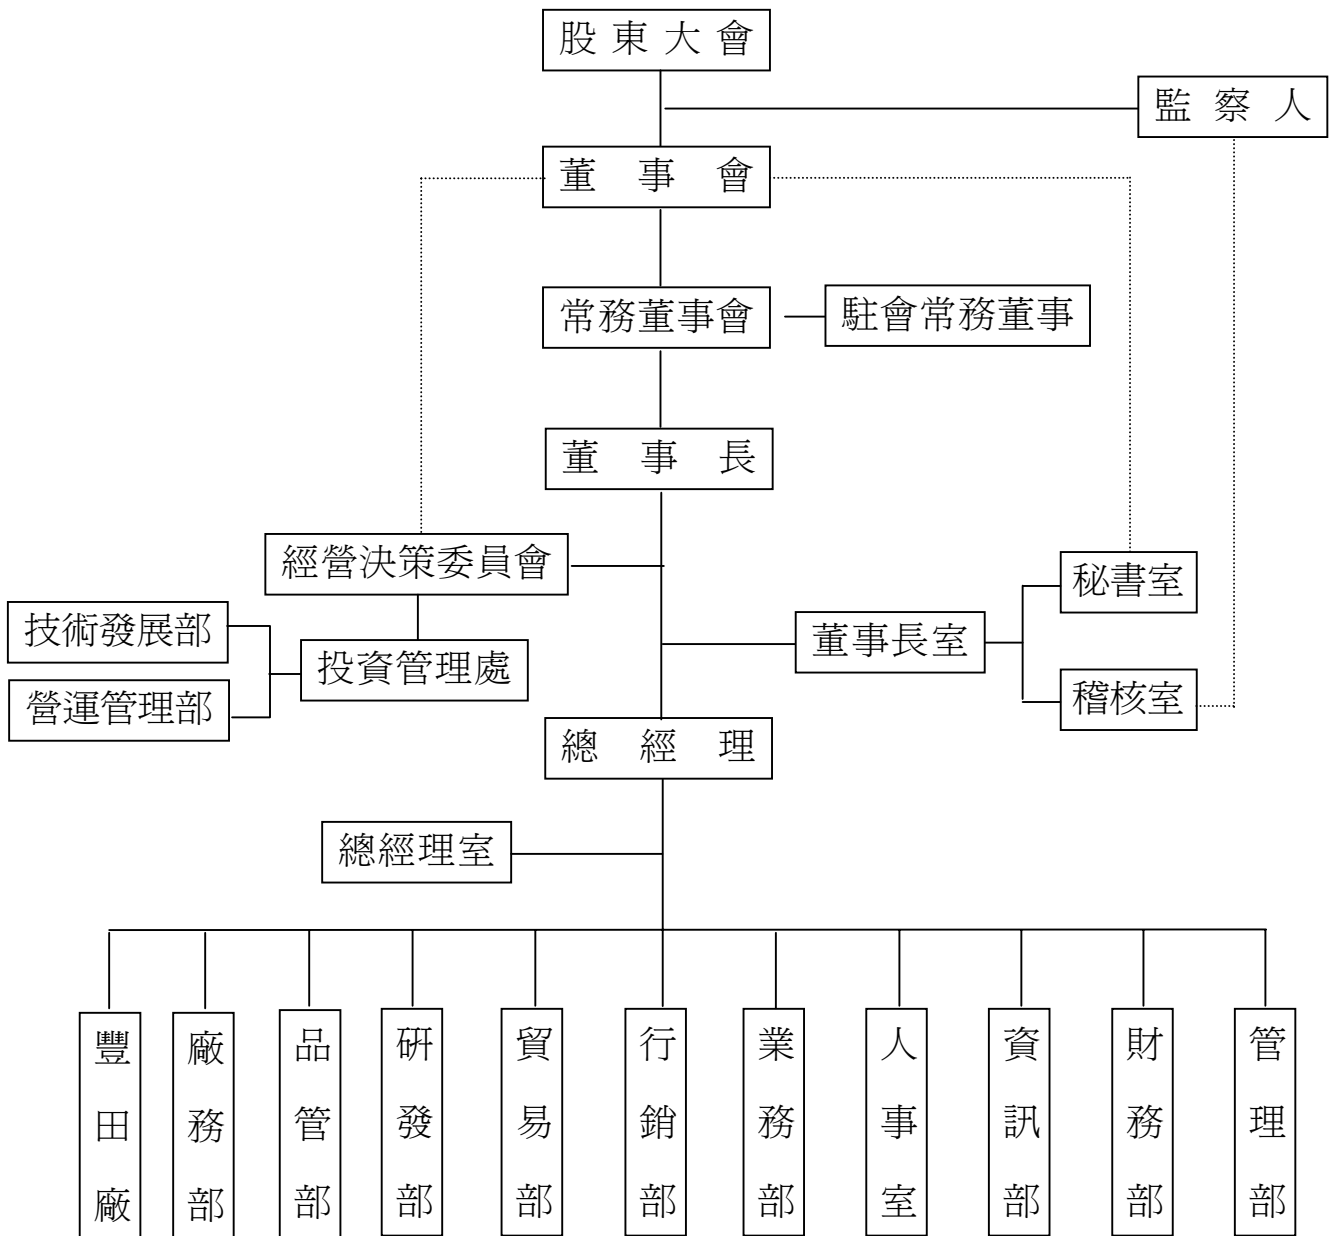 股東大會
監察人
董事會
常務董事會
駐會常務董事
董事長
經營決策委員會
秘書室
技術發展部
董事長室
投資管理處
營運管理部
稽核室
總經理
總經理室
豐田廠
廠務部
品管部
研發部
貿易部
行銷部
業務部
人事室
資訊部
財務部
管理部